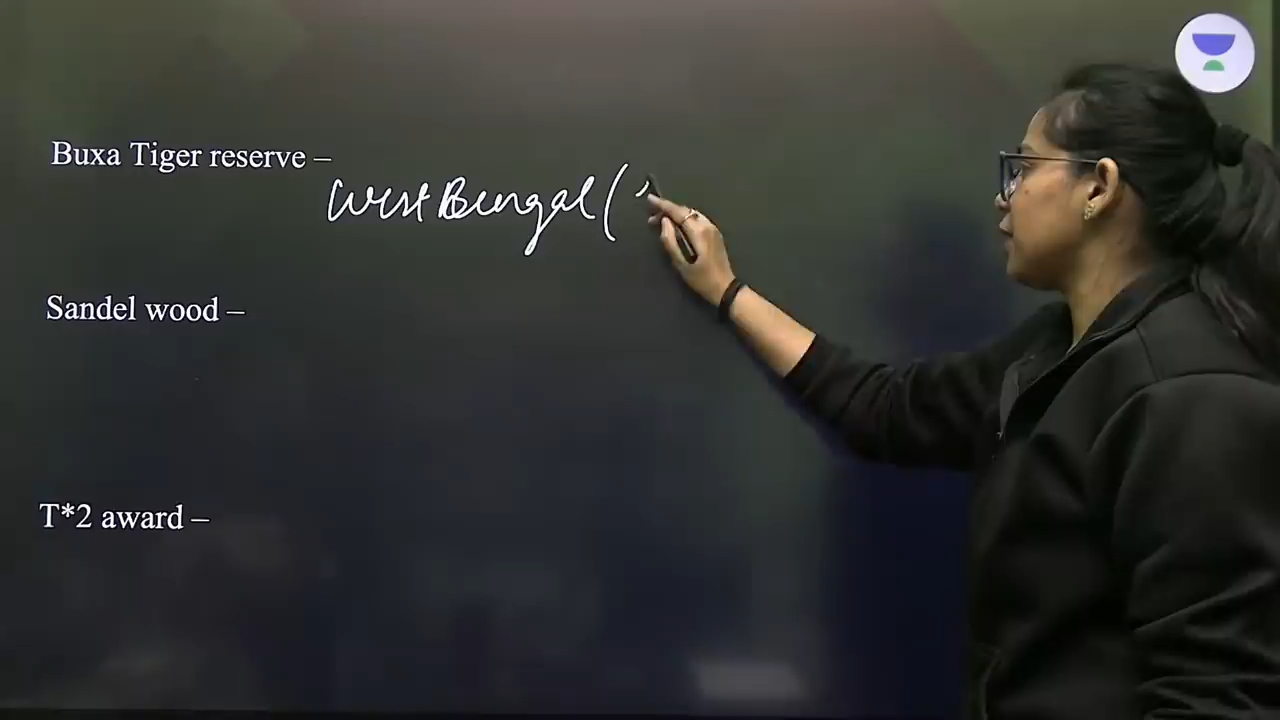 Buxa Tiger reserve –
West Bengal (
Sandel wood –
T*2 award –